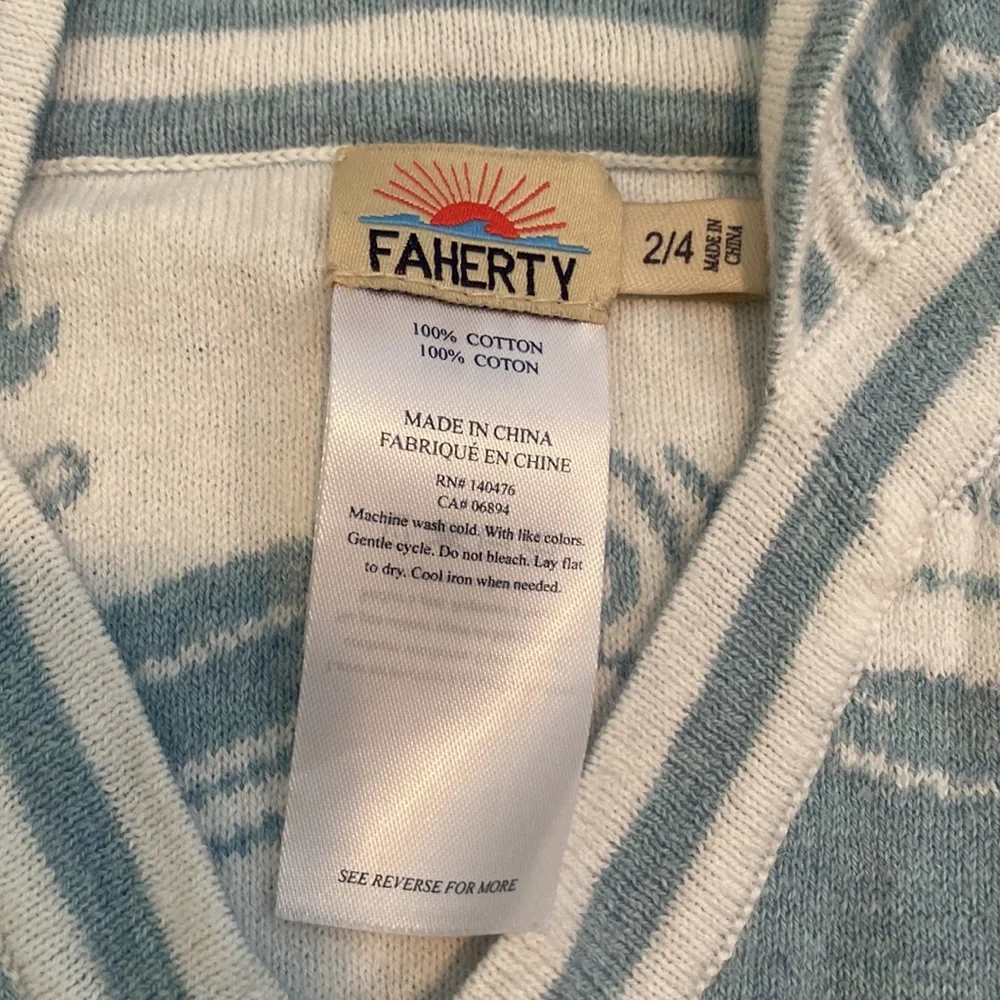 FAHERTY
2/4
MADE IN
CHINA
100% COTTON
100% COTON
MADE IN CHINA
FABRIQUÉ EN CHINE
RN# 140476
CA# 06894
Machine wash cold. With like colors.
Gentle cycle. Do not bleach. Lay flat
to dry. Cool iron when needed.
SEE REVERSE FOR MORE